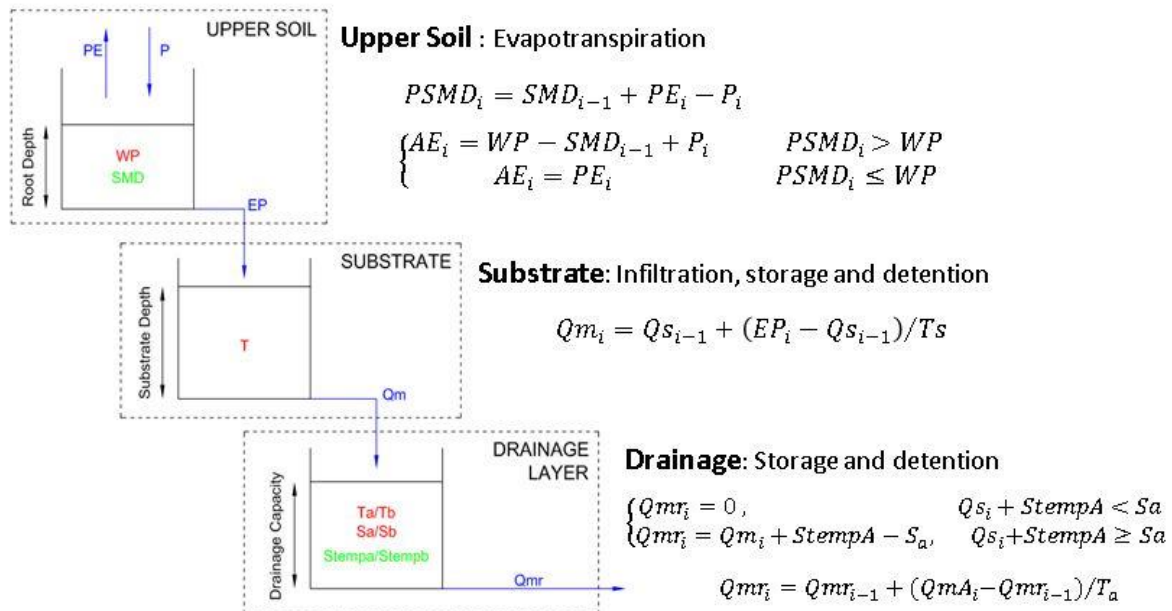 UPPER SOIL
PE
P
Root Depth
WP
SMD
EP
Upper Soil : Evapotranspiration
PSMD_i = SMD_{i-1} + PE_i - P_i
{AE_i = WP - SMD_{i-1} + P_i PSMD_i > WP
AE_i = PE_i PSMD_i ≤ WP
SUBSTRATE
Substrate Depth
T
Qm
Substrate: Infiltration, storage and detention
Qm_i = Qs_{i-1} + (EP_i - Qs_{i-1})/Ts
DRAINAGE
LAYER
Drainage Capacity
Ta/Tb
Sa/Sb
Stempa/Stempb
Qmr
Drainage: Storage and detention
{Qmr_i = 0 , Qs_i + StempA < Sa
Qmr_i = Qm_i + StempA - S_a, Qs_i+StempA ≥ Sa
Qmr_i = Qmr_{i-1} + (QmA_i-Qmr_{i-1})/T_a